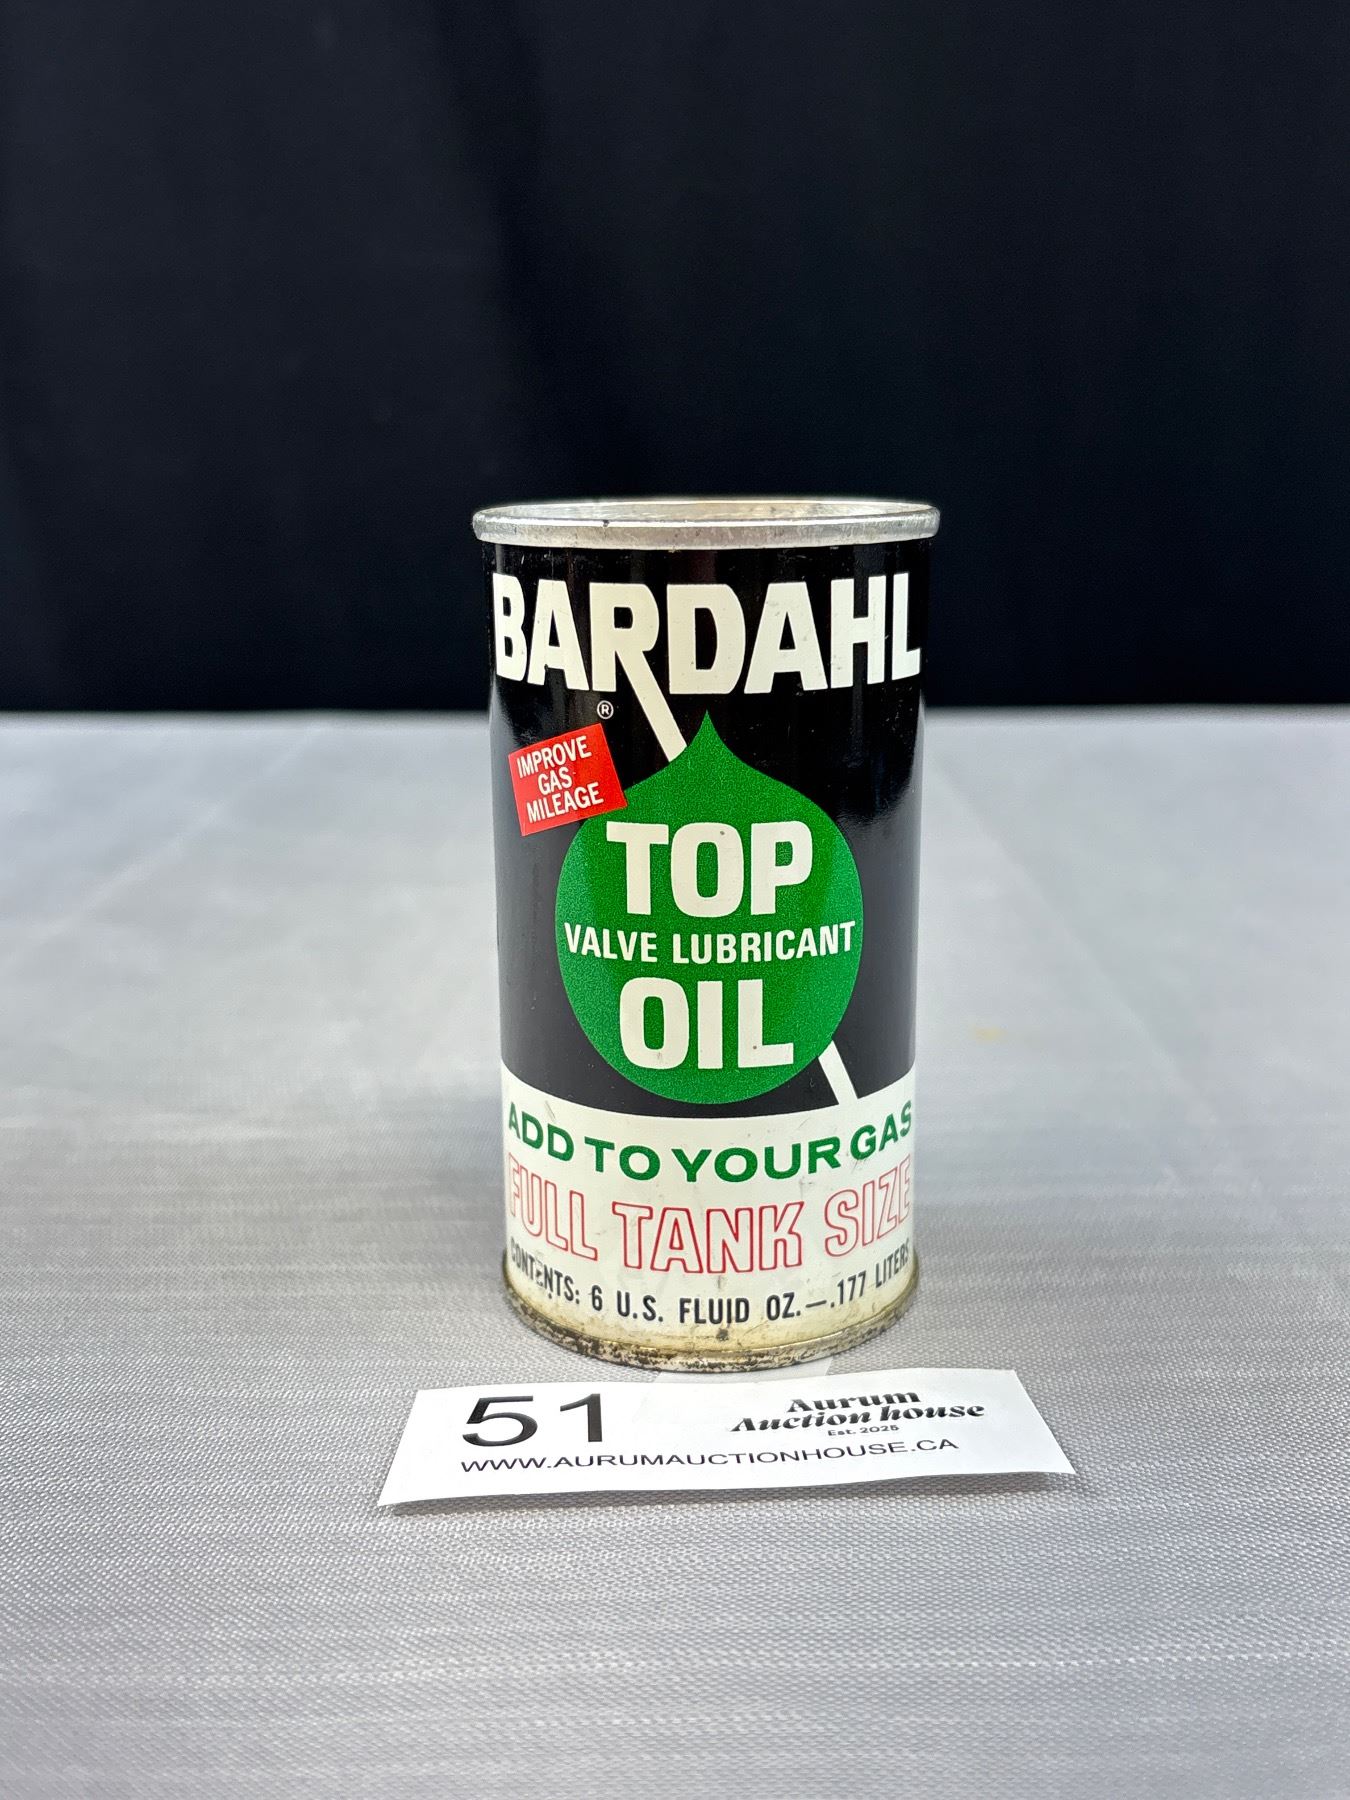 BARDAHL
®
IMPROVE
GAS
MILEAGE
TOP
VALVE LUBRICANT
OIL
ADD TO YOUR GAS
FULL TANK SIZE
CONTENTS: 6 U.S. FLUID OZ.—.177 LITERS
51
Aurum
Auction house
Est. 2025
WWW.AURUMAUCTIONHOUSE.CA